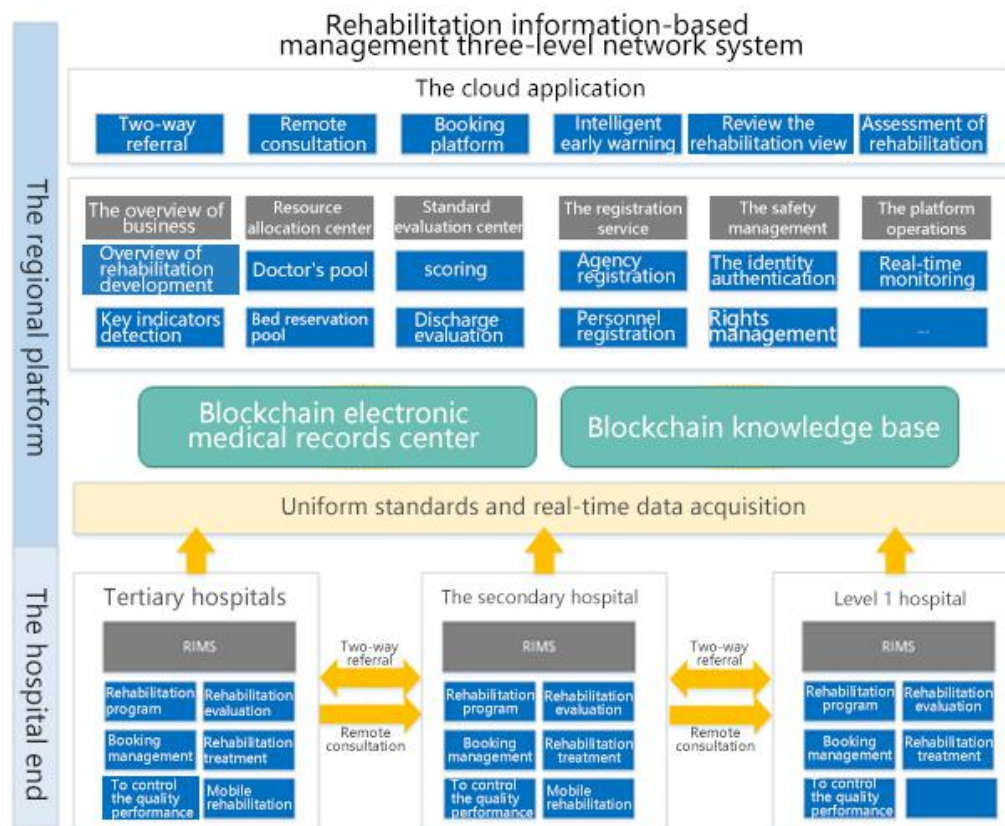 Rehabilitation information-based
management three-level network system
The regional platform
The cloud application
Two-way
referral
Remote
consultation
Booking
platform
Intelligent
early warning
Review the
rehabilitation view
Assessment of
rehabilitation
The overview of
business
Resource
allocation center
Standard
evaluation center
The registration
service
The safety
management
The platform
operations
Overview of
rehabilitation
development
Doctor's pool
scoring
Agency
registration
The identity
authentication
Real-time
monitoring
Key indicators
detection
Bed reservation
pool
Discharge
evaluation
Personnel
registration
Rights
management
...
Blockchain electronic
medical records center
Blockchain knowledge base
Uniform standards and real-time data acquisition
The hospital end
Tertiary hospitals
RIMS
Rehabilitation
program
Rehabilitation
evaluation
Booking
management
Rehabilitation
treatment
To control
the quality
performance
Mobile
rehabilitation
Two-way
referral
Remote
consultation
The secondary hospital
RIMS
Rehabilitation
program
Rehabilitation
evaluation
Booking
management
Rehabilitation
treatment
To control
the quality
performance
Mobile
rehabilitation
Two-way
referral
Remote
consultation
Level 1 hospital
RIMS
Rehabilitation
program
Rehabilitation
evaluation
Booking
management
Rehabilitation
treatment
To control
the quality
performance